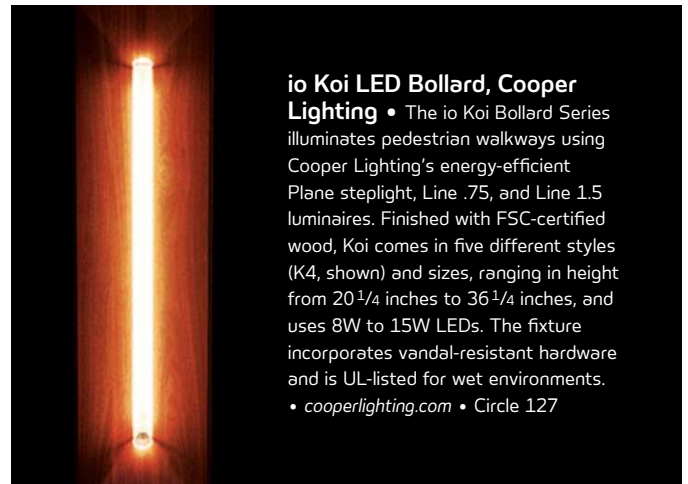 io Koi LED Bollard, Cooper
Lighting • The io Koi Bollard Series
illuminates pedestrian walkways using
Cooper Lighting's energy-efficient
Plane steplight, Line .75, and Line 1.5
luminaires. Finished with FSC-certified
wood, Koi comes in five different styles
(K4, shown) and sizes, ranging in height
from 20 1/4 inches to 36 1/4 inches, and
uses 8W to 15W LEDs. The fixture
incorporates vandal-resistant hardware
and is UL-listed for wet environments.
• cooperlighting.com • Circle 127